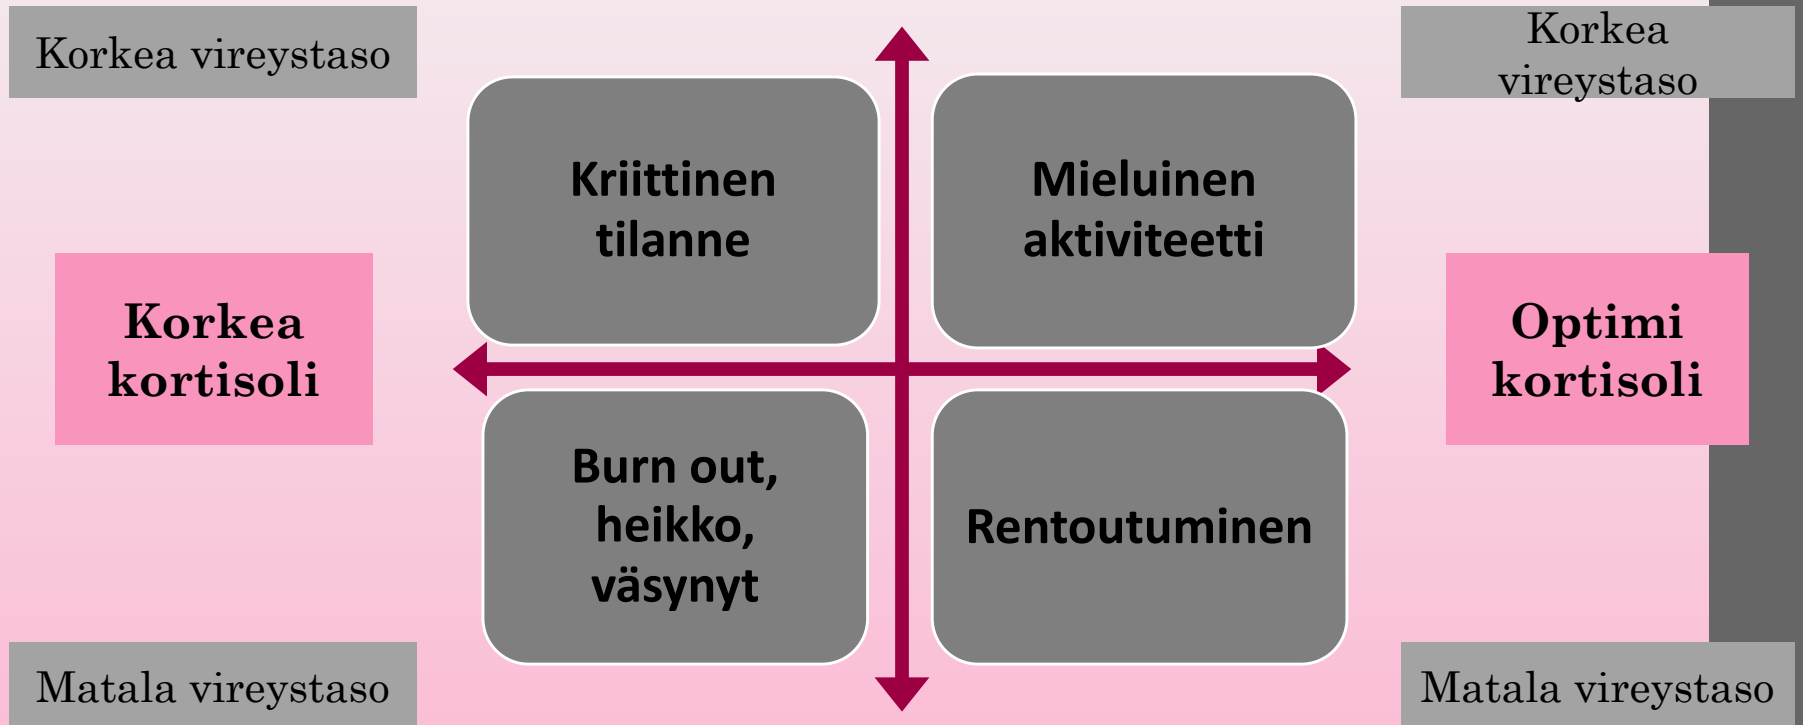 Korkea vireystaso
Korkea
vireystaso
Kriittinen
tilanne
Mieluinen
aktiviteetti
Korkea
kortisoli
Optimi
kortisoli
Burn out,
heikko,
väsynyt
Rentoutuminen
Matala vireystaso
Matala vireystaso